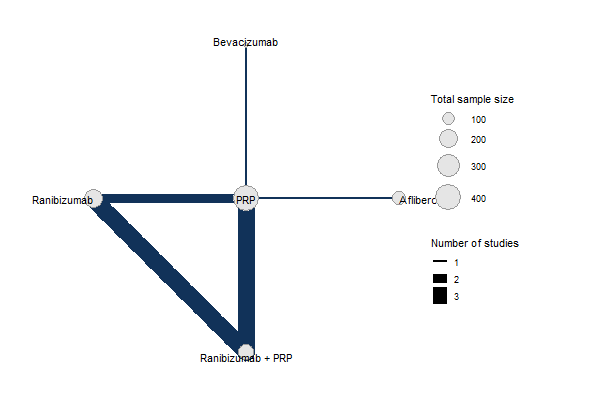 Bevacizumab
Total sample size
100
200
300
400
Ranibizumab
PRP
Number of studies
1
2
3
Ranibizumab + PRP